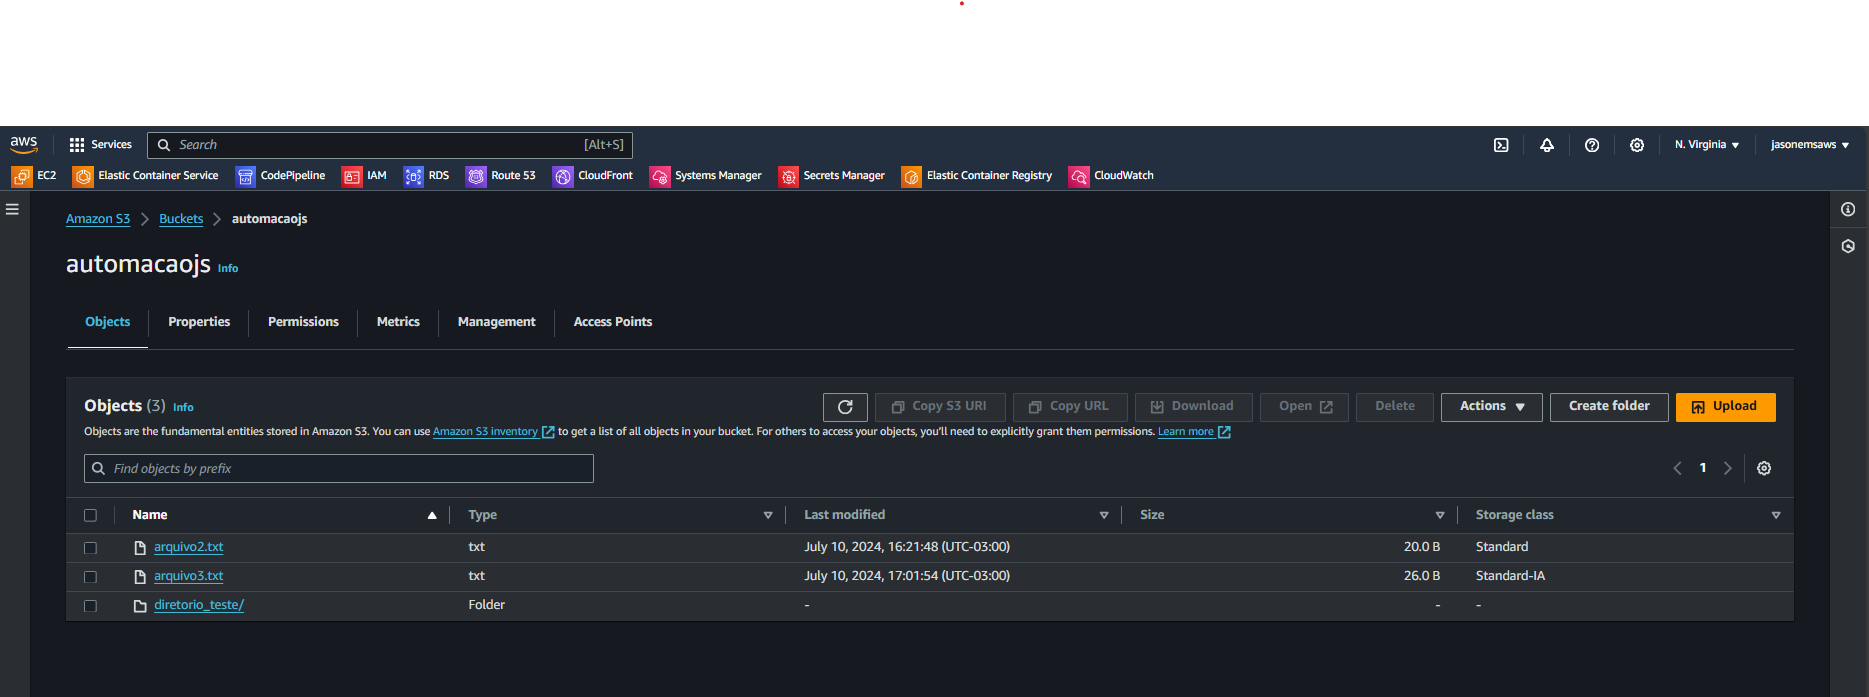 aws Services Search [Alt+S] N. Virginia jasonemsaws
EC2 Elastic Container Service CodePipeline IAM RDS Route 53 CloudFront Systems Manager Secrets Manager Elastic Container Registry CloudWatch
Amazon S3 Buckets automacaojs
automacaojs Info
Objects Properties Permissions Metrics Management Access Points
Objects (3) Info Copy S3 URI Copy URL Download Open Delete Actions Create folder Upload
Objects are the fundamental entities stored in Amazon S3. You can use Amazon S3 inventory to get a list of all objects in your bucket. For others to access your objects, you'll need to explicitly grant them permissions. Learn more
Find objects by prefix 1
Name Type Last modified Size Storage class
arquivo2.txt txt July 10, 2024, 16:21:48 (UTC-03:00) 20.0 B Standard
arquivo3.txt txt July 10, 2024, 17:01:54 (UTC-03:00) 26.0 B Standard-IA
diretorio_teste/ Folder - - -